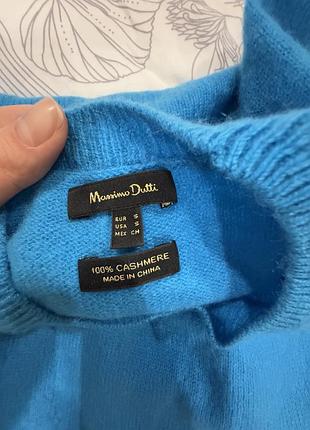 Massimo Dutti
EUR S
USA S
MEX CH
100% CASHMERE
MADE IN CHINA